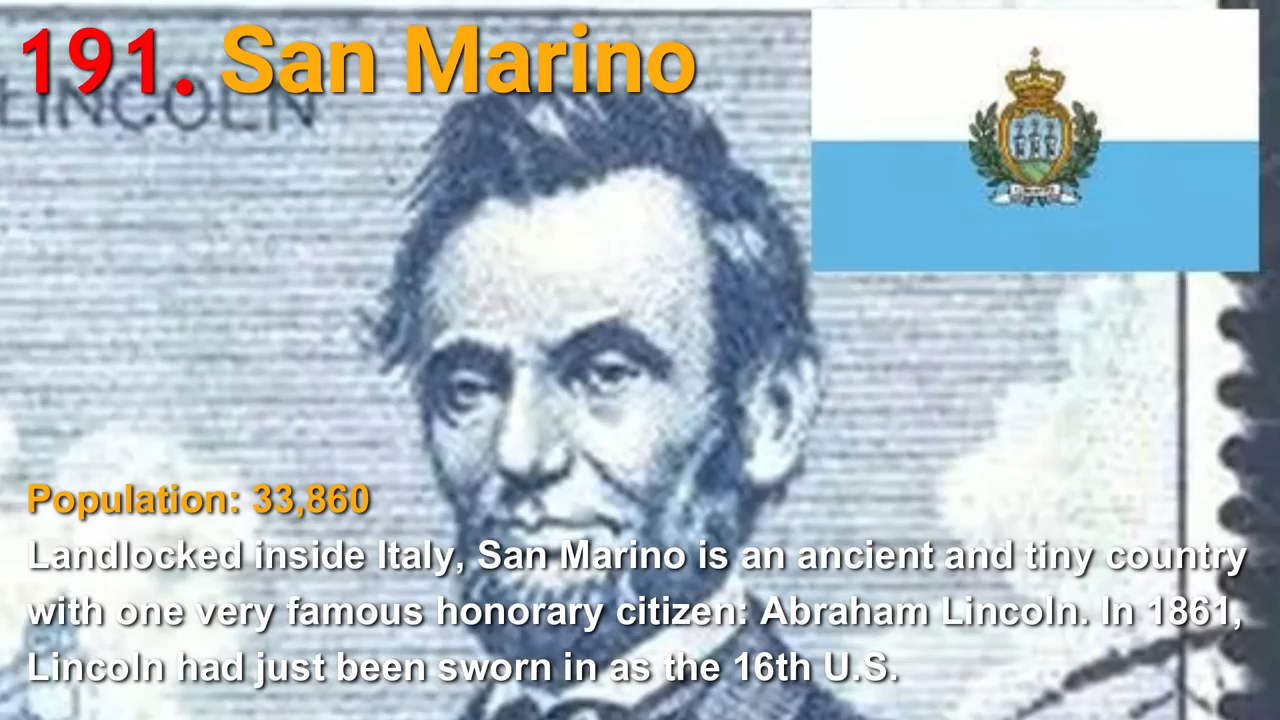 191. San Marino
LINCOLN
Population: 33,860
Landlocked inside Italy, San Marino is an ancient and tiny country
with one very famous honorary citizen: Abraham Lincoln. In 1861,
Lincoln had just been sworn in as the 16th U.S.